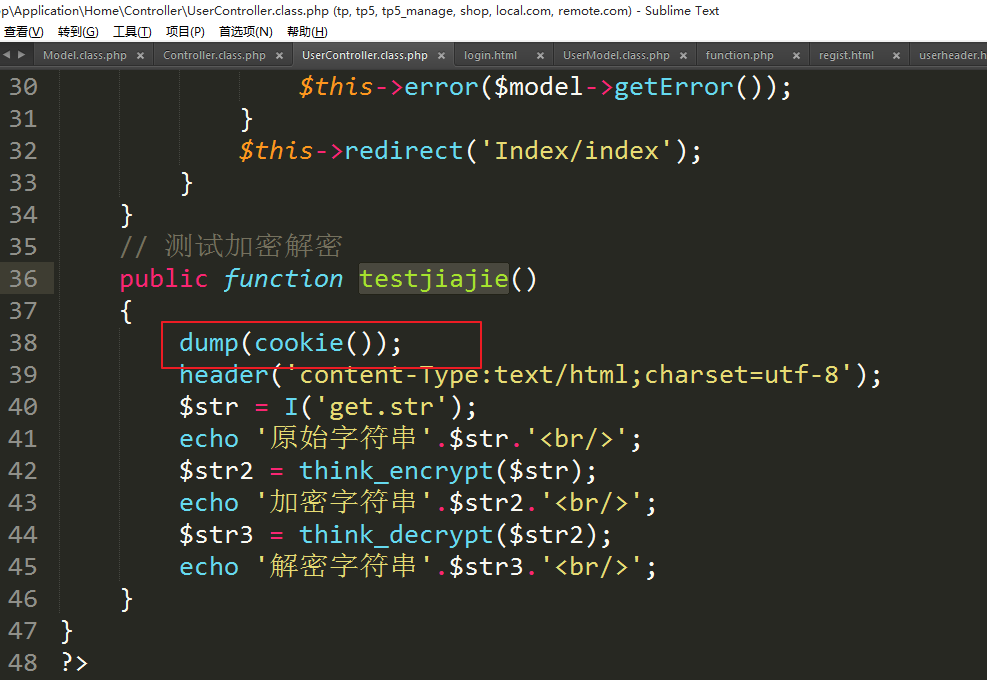 p\Application\Home\Controller\UserController.class.php (tp, tp5, tp5_manage, shop, local.com, remote.com) - Sublime Text
查看(V) 转到(G) 工具(T) 项目(P) 首选项(N) 帮助(H)
Model.class.php × Controller.class.php × UserController.class.php × login.html × UserModel.class.php × function.php × regist.html × userheader.h
30 $this->error($model->getError());
31 }
32 $this->redirect('Index/index');
33 }
34 }
35 // 测试加密解密
36 public function testjiajie()
37 {
38 dump(cookie());
39 header('content-Type:text/html;charset=utf-8');
40 $str = I('get.str');
41 echo '原始字符串'.$str.'<br/>';
42 $str2 = think_encrypt($str);
43 echo '加密字符串'.$str2.'<br/>';
44 $str3 = think_decrypt($str2);
45 echo '解密字符串'.$str3.'<br/>';
46 }
47 }
48 ?>